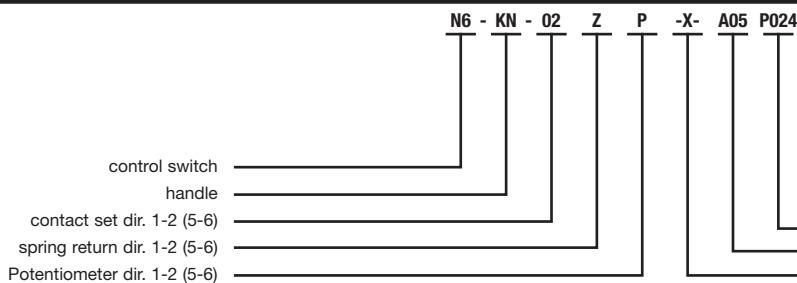 N6 - KN - 02 Z P -X- A05 P024
control switch
handle
contact set dir. 1-2 (5-6)
spring return dir. 1-2 (5-6)
Potentiometer dir. 1-2 (5-6)